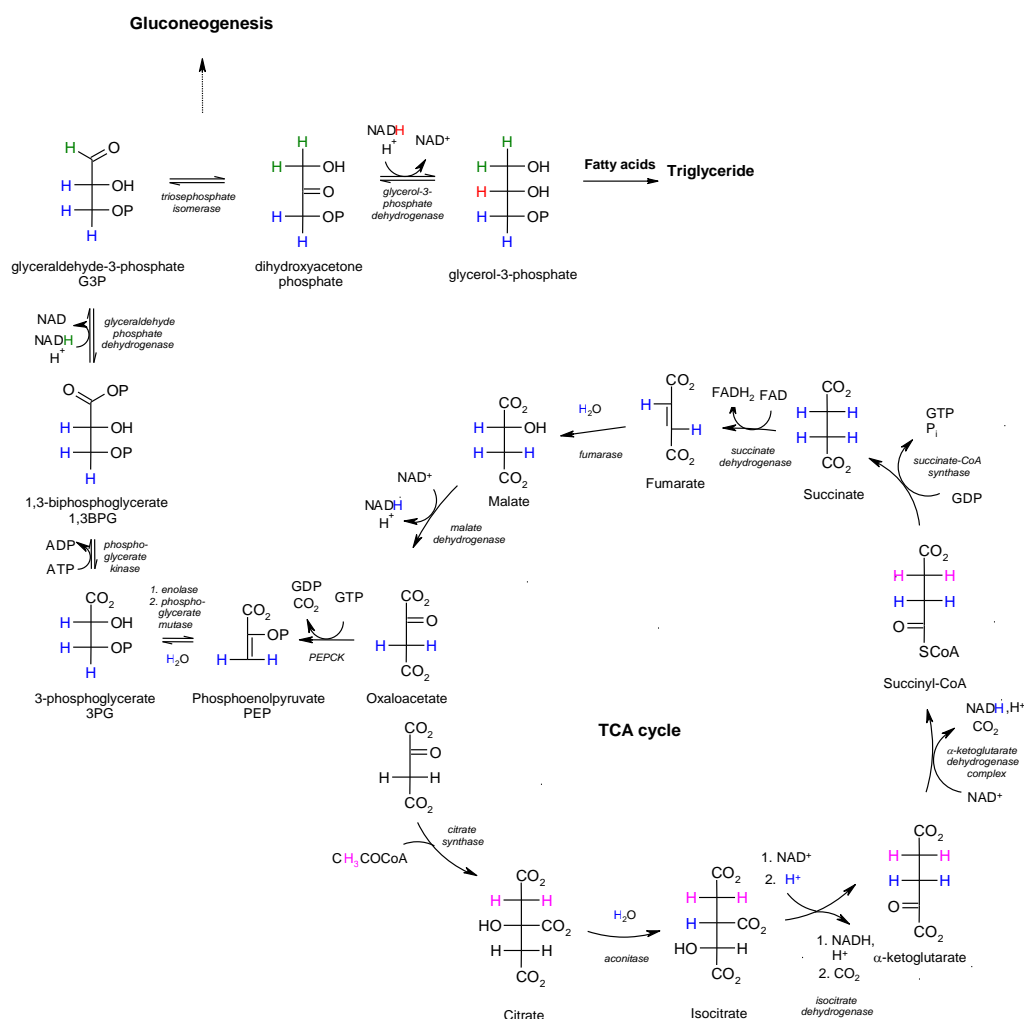 Gluconeogenesis
H
O
H
OH
H
OP
H
glyceraldehyde-3-phosphate
G3P
triosephosphate
isomerase
H
H
OH
O
H
OP
H
dihydroxyacetone
phosphate
NADH
H+
NAD+
glycerol-3-
phosphate
dehydrogenase
H
H
OH
H
OH
H
OP
H
glycerol-3-phosphate
Fatty acids
Triglyceride
NAD
NADH
H+
glyceraldehyde
phosphate
dehydrogenase
O
OP
H
OH
H
OP
H
1,3-biphosphoglycerate
1,3BPG
ADP
ATP
phospho-
glycerate
kinase
CO2
H
OH
H
OP
H
3-phosphoglycerate
3PG
1. enolase
2. phospho-
glycerate
mutase
H2O
CO2
OP
H
H
Phosphoenolpyruvate
PEP
GDP
CO2
GTP
PEPCK
CO2
O
H
H
CO2
Oxaloacetate
NAD+
NADH
H+
malate
dehydrogenase
CO2
OH
H
H
CO2
Malate
H2O
fumarase
CO2
H
H
CO2
Fumarate
FADH2
FAD
succinate
dehydrogenase
CO2
H
H
H
H
CO2
Succinate
GTP
Pi
succinate-CoA
synthase
GDP
CO2
H
H
H
H
O
SCoA
Succinyl-CoA
NADH,H+
CO2
α-ketoglutarate
dehydrogenase
complex
NAD+
TCA cycle
CO2
O
H
H
CO2
CH3COCoA
citrate
synthase
CO2
H
H
HO
CO2
H
H
CO2
Citrate
H2O
aconitase
CO2
H
H
H
CO2
HO
H
CO2
Isocitrate
1. NAD+
2. H+
1. NADH,
H+
2. CO2
isocitrate
dehydrogenase
CO2
H
H
H
H
O
CO2
α-ketoglutarate